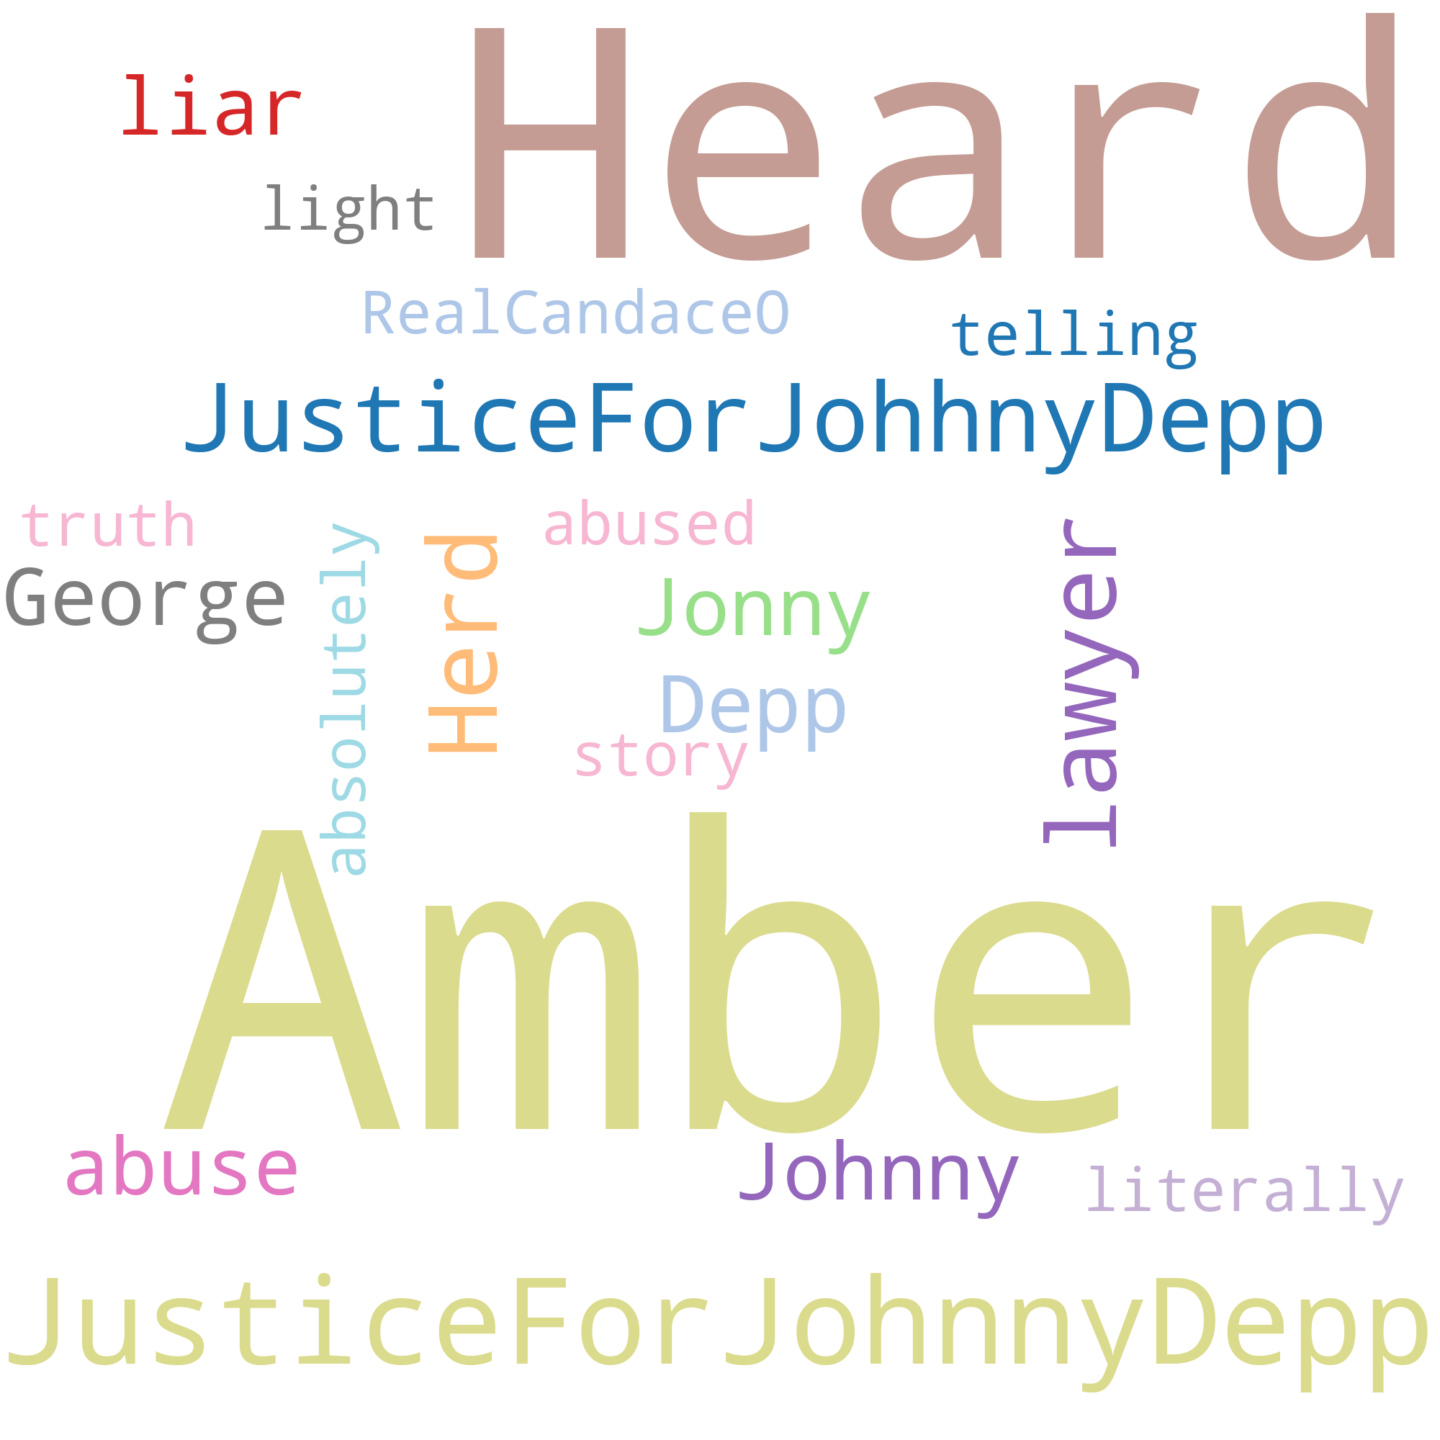 Heard
liar
light
RealCandaceO
telling
JusticeForJohhnyDepp
truth
abused
George
absolutely
Herd
Jonny
lawyer
Depp
story
Amber
abuse
Johnny
literally
JusticeForJohnnyDepp